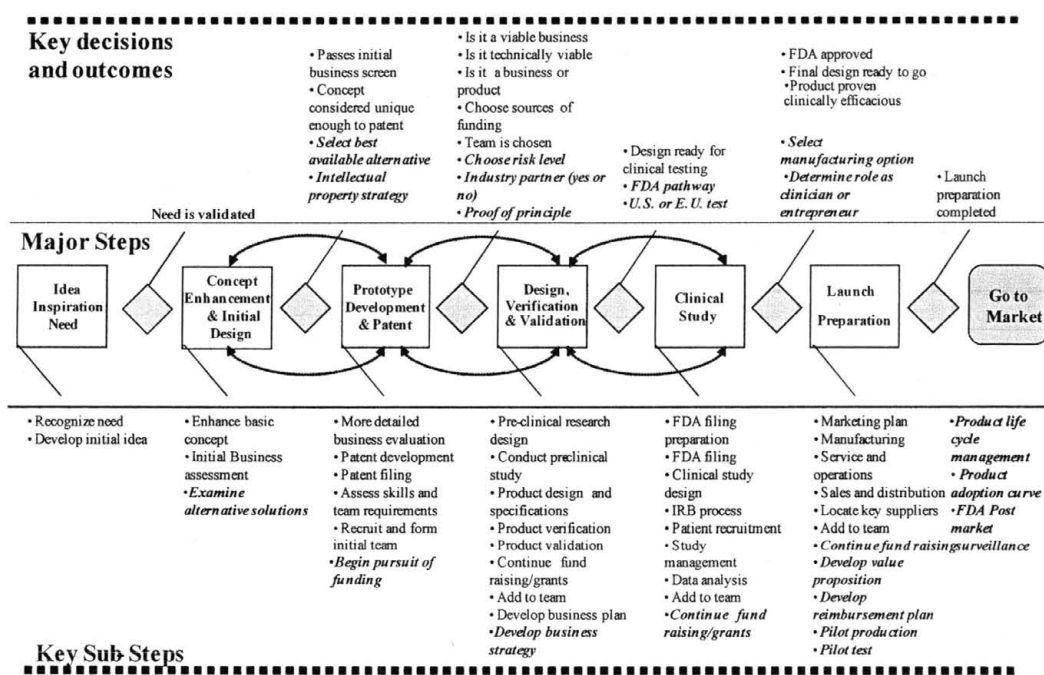 Key decisions
and outcomes
Need is validated
• Passes initial
business screen
• Concept
considered unique
enough to patent
• Select best
available alternative
• Intellectual
property strategy
• Is it a viable business
• Is it technically viable
• Is it a business or
product
• Choose sources of
funding
• Team is chosen
• Choose risk level
• Industry partner (yes or
no)
• Proof of principle
• Design ready for
clinical testing
• FDA pathway
• U.S. or E. U. test
• FDA approved
• Final design ready to go
• Product proven
clinically efficacious
• Select
manufacturing option
• Determine role as
clinician or
entrepreneur
• Launch
preparation
completed
Major Steps
Idea
Inspiration
Need
Concept
Enhancement
& Initial
Design
Prototype
Development
& Patent
Design,
Verification
& Validation
Clinical
Study
Launch
Preparation
Go to
Market
• Recognize need
• Develop initial idea
• Enhance basic
concept
• Initial Business
assessment
• Examine
alternative solutions
• More detailed
business evaluation
• Patent development
• Patent filing
• Assess skills and
team requirements
• Recruit and form
initial team
• Begin pursuit of
funding
• Pre-clinical research
design
• Conduct preclinical
study
• Product design and
specifications
• Product verification
• Product validation
• Continue fund
raising/grants
• Add to team
• Develop business plan
• Develop business
strategy
• FDA filing
preparation
• FDA filing
• Clinical study
design
• IRB process
• Patient recruitment
• Study
management
• Data analysis
• Add to team
• Continue fund
raising/grants
• Marketing plan
• Manufacturing
• Service and
operations
• Sales and distribution
• Locate key suppliers
• Add to team
• Continue fund raising
• Develop value
proposition
• Develop
reimbursement plan
• Pilot production
• Pilot test
• Product life
cycle
management
• Product
adoption curve
• FDA Post
market
surveillance
Key Sub-Steps